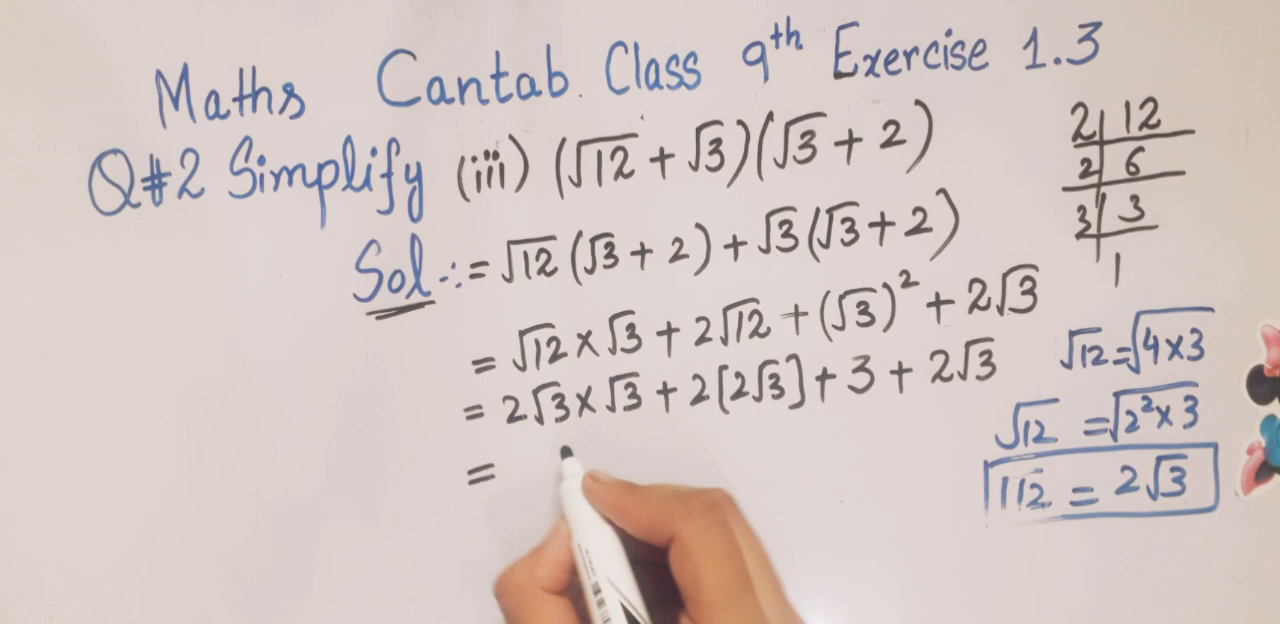 Maths Cantab Class 9th Exercise 1.3
Q#2 Simplify (iii) (√12 + √3)(√3 + 2)
Sol:- = √12 (√3 + 2) + √3 (√3 + 2)
= √12 × √3 + 2√12 + (√3)² + 2√3
= 2√3 × √3 + 2[2√3] + 3 + 2√3
=
2 | 12
2 | 6
3 | 3
1
√12 = √4×3
√12 = √2²×3
√12 = 2√3